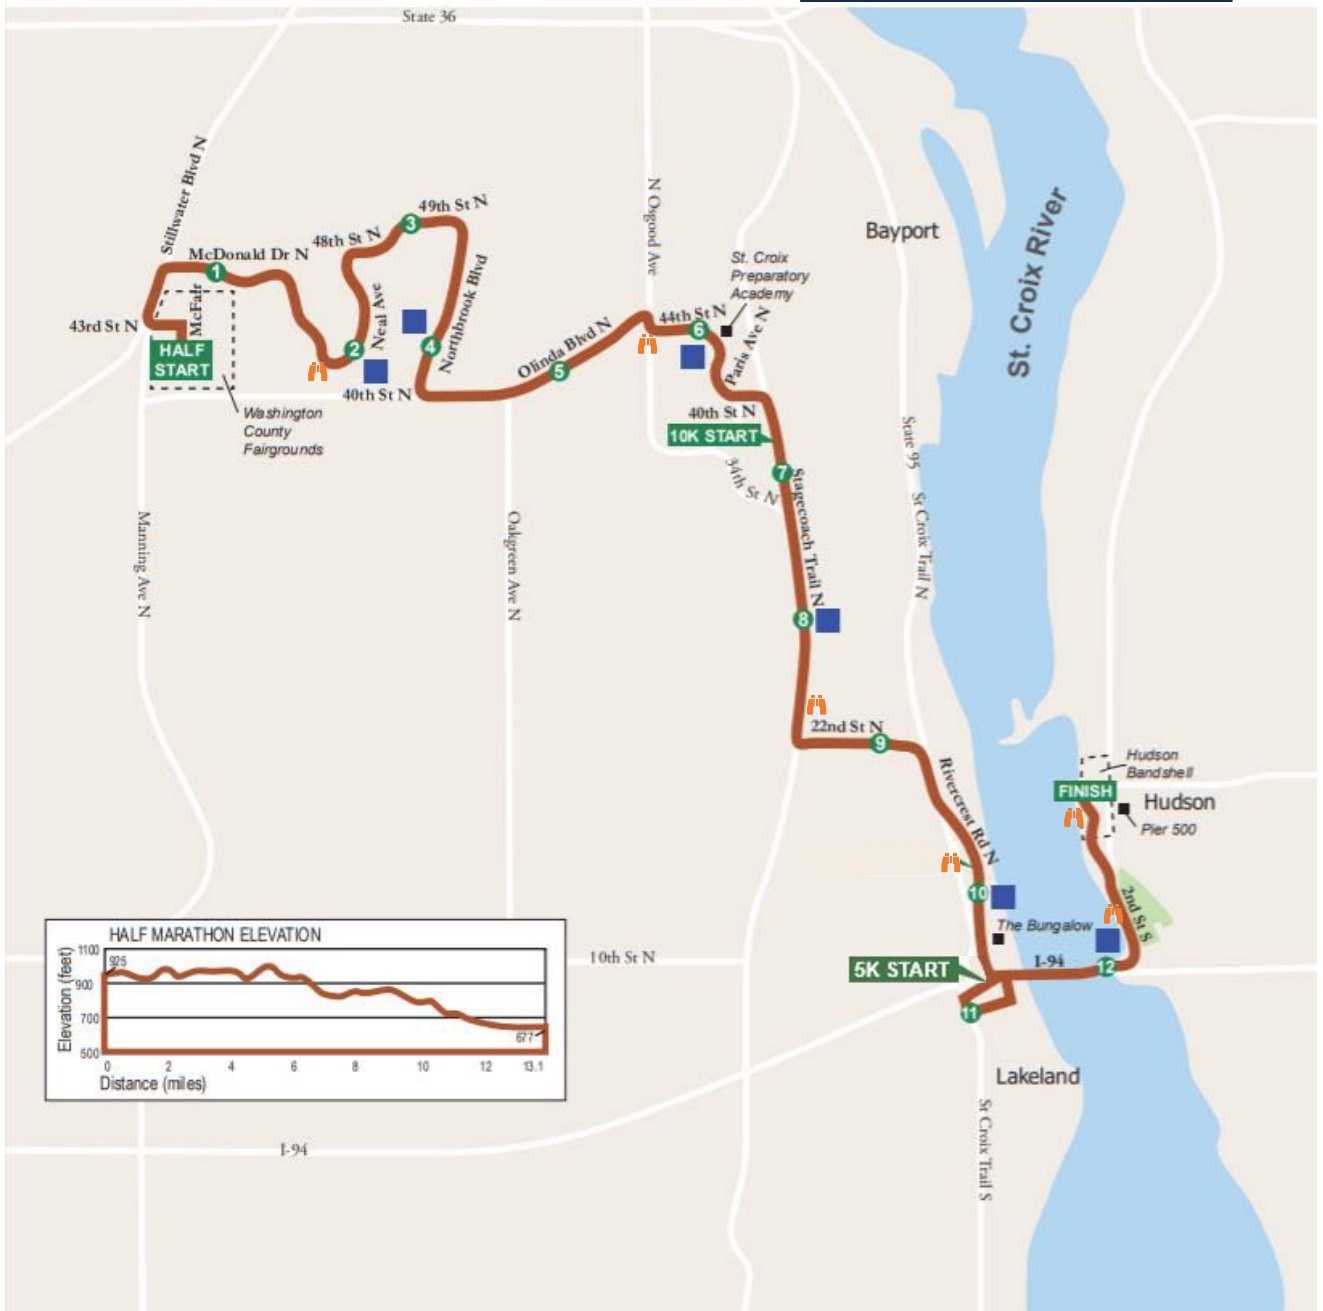 State 36
Stillwater Blvd N
49th St N
48th St N
McDonald Dr N
N Osgood Ave
Bayport
St. Croix River
St. Croix
Preparatory
Academy
3
1
McFair
43rd St N
HALF
START
Neal Ave
2
Northbrook Blvd
4
44th St N
6
Paris Ave N
Olinda Blvd N
5
40th St N
40th St N
10K START
Washington
County
Fairgrounds
State 95
34th St N
7
Stagecoach Trail N
St Croix Trail N
Manning Ave N
Oakgreen Ave N
8
22nd St N
9
Rivercrest Rd N
Hudson
Bandshell
FINISH
Hudson
Pier 500
10
2nd St S
The Bungalow
10th St N
5K START
I-94
12
11
Lakeland
St Croix Trail S
I-94
HALF MARATHON ELEVATION
Elevation (feet)
1100
925
900
700
677
500
0
2
4
6
8
10
12
13.1
Distance (miles)